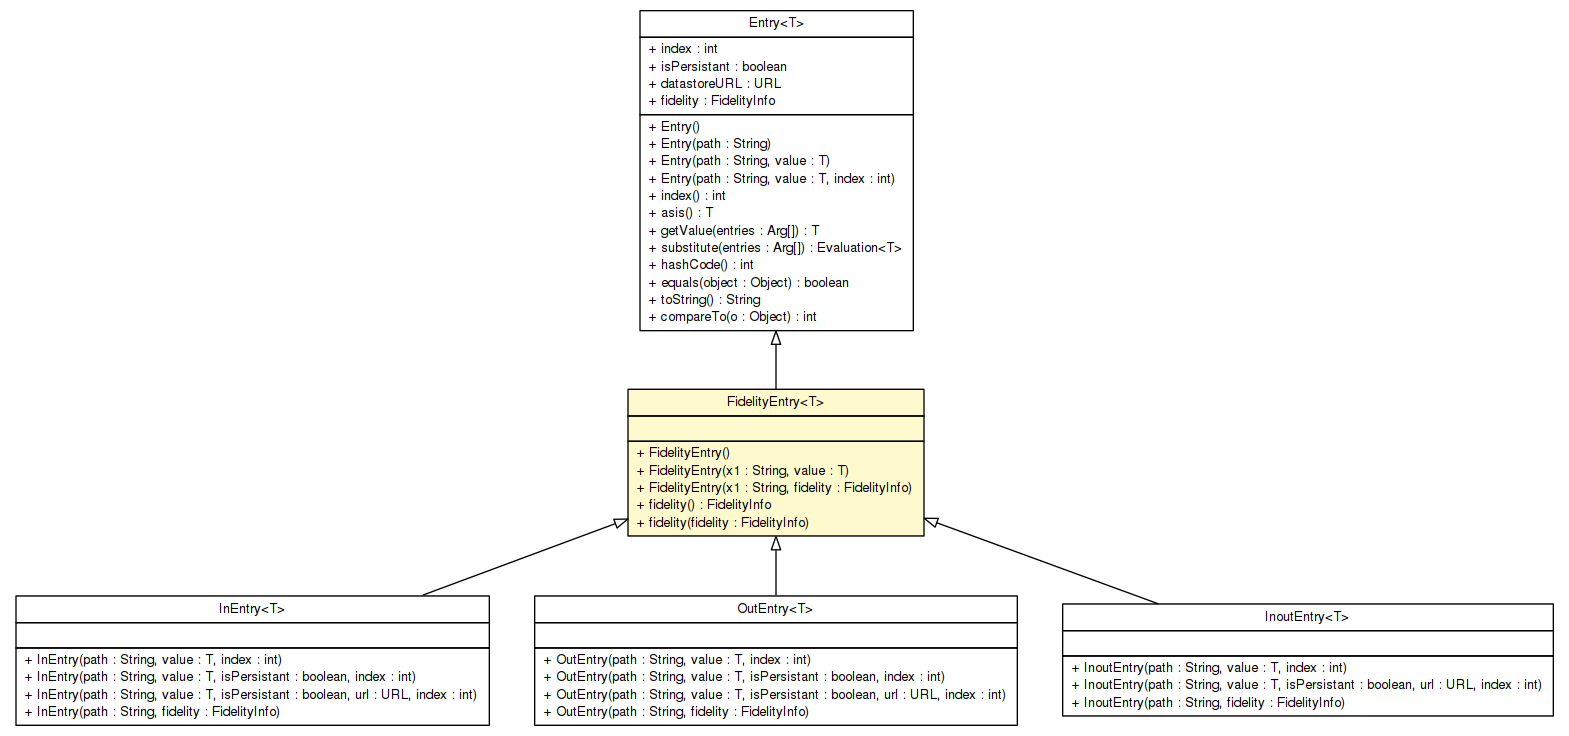 Entry<T>
+ index : int
+ isPersistant : boolean
+ datastoreURL : URL
+ fidelity : FidelityInfo
+ Entry()
+ Entry(path : String)
+ Entry(path : String, value : T)
+ Entry(path : String, value : T, index : int)
+ index() : int
+ asis() : T
+ getValue(entries : Arg[]) : T
+ substitute(entries : Arg[]) : Evaluation<T>
+ hashCode() : int
+ equals(object : Object) : boolean
+ toString() : String
+ compareTo(o : Object) : int
FidelityEntry<T>
+ FidelityEntry()
+ FidelityEntry(x1 : String, value : T)
+ FidelityEntry(x1 : String, fidelity : FidelityInfo)
+ fidelity() : FidelityInfo
+ fidelity(fidelity : FidelityInfo)
InEntry<T>
+ InEntry(path : String, value : T, index : int)
+ InEntry(path : String, value : T, isPersistant : boolean, index : int)
+ InEntry(path : String, value : T, isPersistant : boolean, url : URL, index : int)
+ InEntry(path : String, fidelity : FidelityInfo)
OutEntry<T>
+ OutEntry(path : String, value : T, index : int)
+ OutEntry(path : String, value : T, isPersistant : boolean, index : int)
+ OutEntry(path : String, value : T, isPersistant : boolean, url : URL, index : int)
+ OutEntry(path : String, fidelity : FidelityInfo)
InoutEntry<T>
+ InoutEntry(path : String, value : T, index : int)
+ InoutEntry(path : String, value : T, isPersistant : boolean, url : URL, index : int)
+ InoutEntry(path : String, fidelity : FidelityInfo)